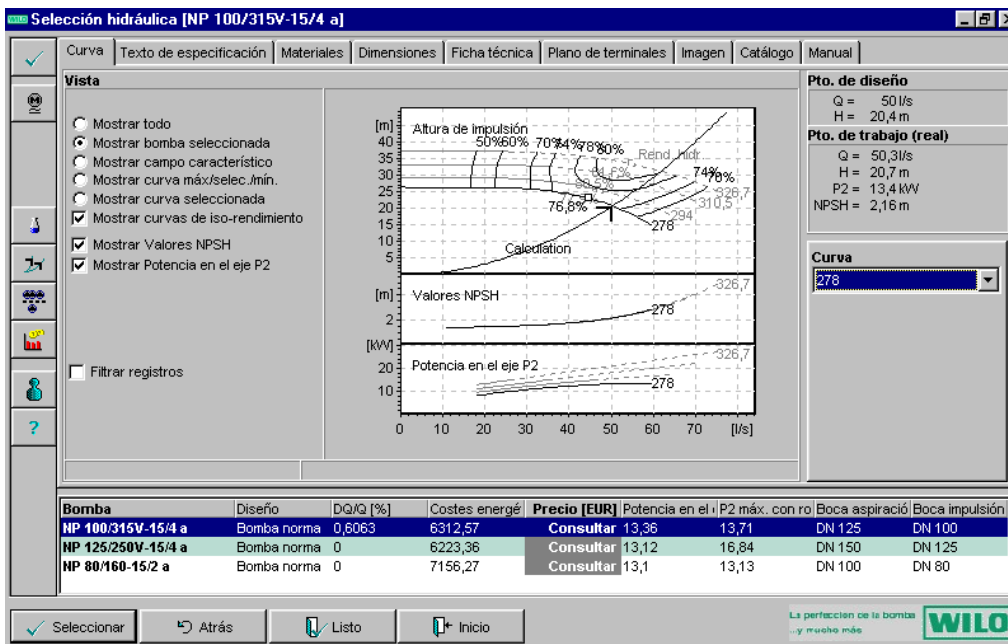 WILO Selección hidráulica [NP 100/315V-15/4 a]
Curva Texto de especificación Materiales Dimensiones Ficha técnica Plano de terminales Imagen Catálogo Manual
Vista
Mostrar todo
Mostrar bomba seleccionada
Mostrar campo característico
Mostrar curva máx/selec./mín.
Mostrar curva seleccionada
Mostrar curvas de iso-rendimiento
Mostrar Valores NPSH
Mostrar Potencia en el eje P2
Filtrar registros
[m] Altura de impulsión
40
35
30
25
20
15
10
5
50% 60% 70% 74% 78% 80%
Rend. hidr.
74%
78%
326,7
310,5
294
278
76,8%
Calculation
[m] Valores NPSH
2
326,7
278
[kW] Potencia en el eje P2
20
10
326,7
278
0 10 20 30 40 50 60 70 [l/s]
Pto. de diseño
Q = 50 l/s
H = 20,4 m
Pto. de trabajo (real)
Q = 50,3 l/s
H = 20,7 m
P2 = 13,4 kW
NPSH = 2,16 m
Curva
278
Bomba Diseño DQ/Q [%] Costes energé Precio [EUR] Potencia en el P2 máx. con ro Boca aspiració Boca impulsión
NP 100/315V-15/4 a Bomba norma 0,6063 6312,57 Consultar 13,36 13,71 DN 125 DN 100
NP 125/250V-15/4 a Bomba norma 0 6223,36 Consultar 13,12 16,84 DN 150 DN 125
NP 80/160-15/2 a Bomba norma 0 7156,27 Consultar 13,1 13,13 DN 100 DN 80
Seleccionar Atrás Listo Inicio
La perfección de la bomba
...y mucho más
WILO